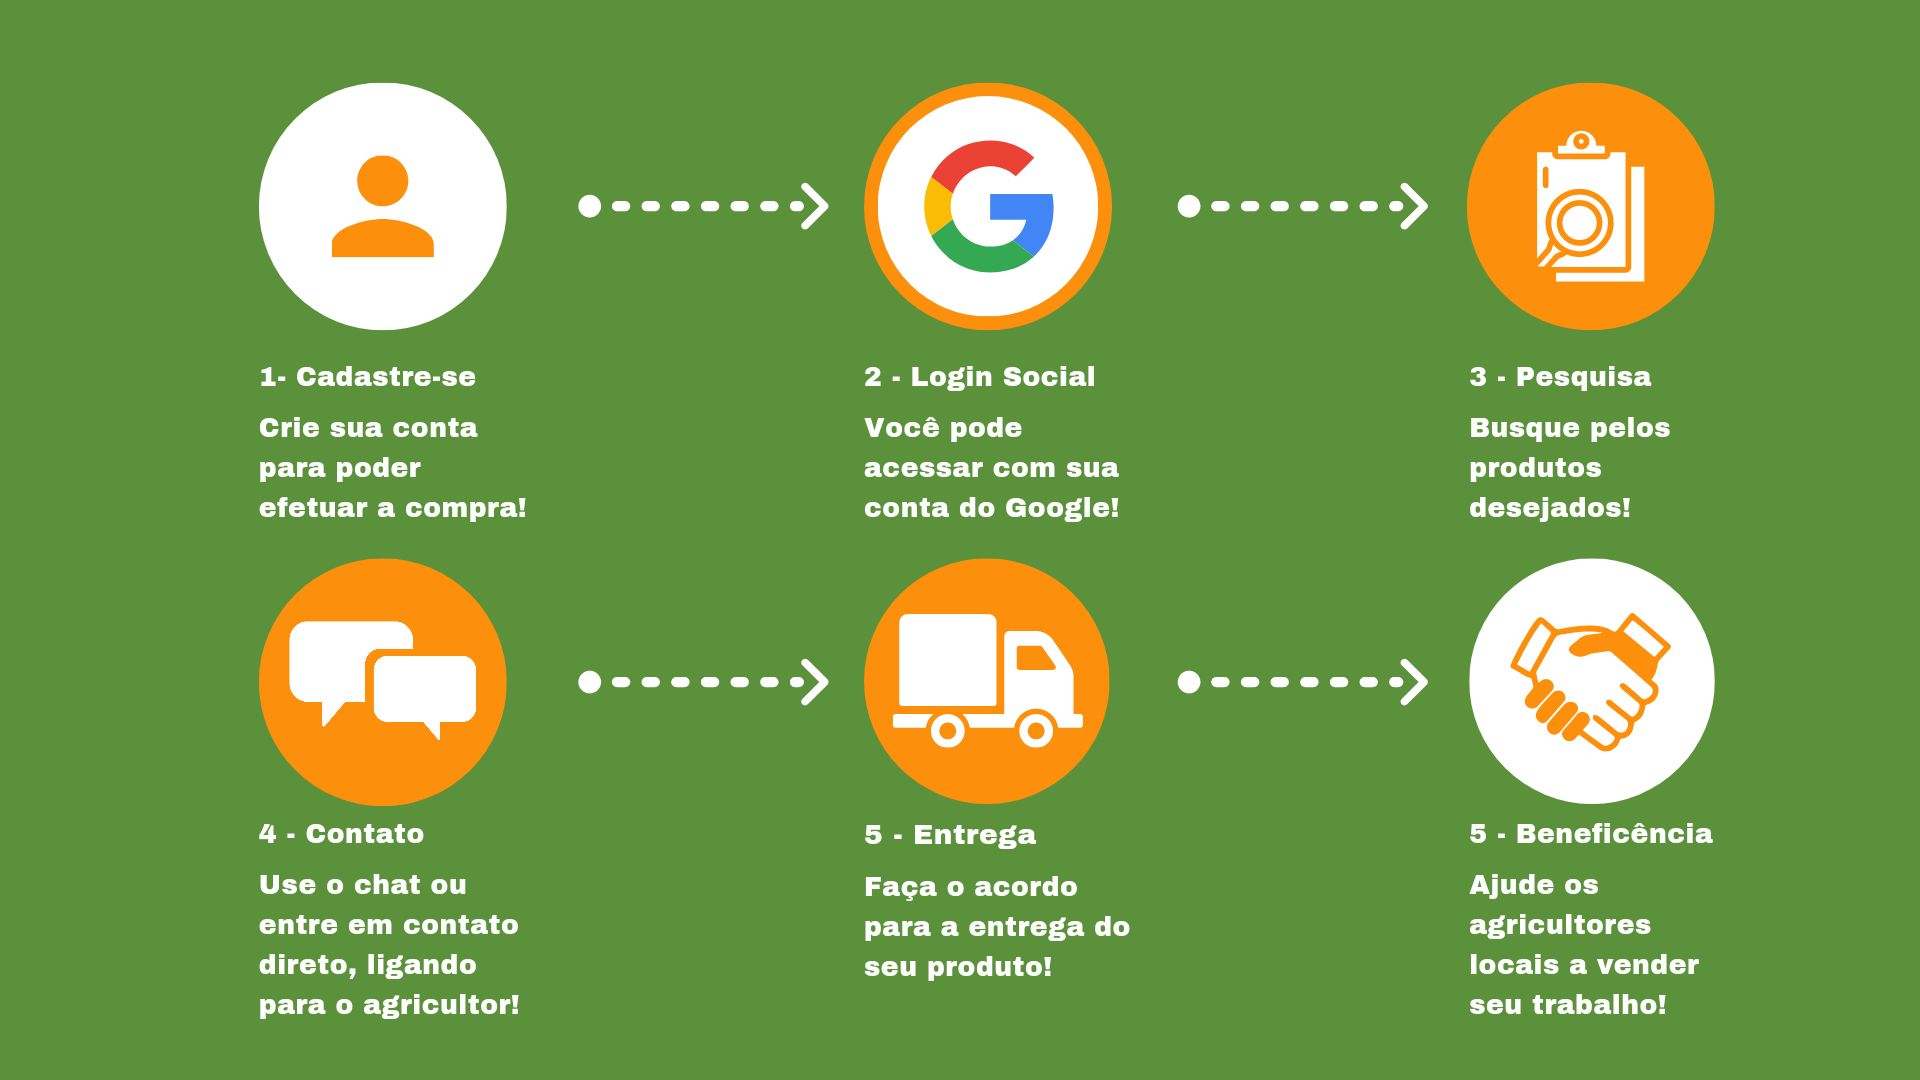 1- Cadastre-se
Crie sua conta
para poder
efetuar a compra!
2 - Login Social
Você pode
acessar com sua
conta do Google!
3 - Pesquisa
Busque pelos
produtos
desejados!
4 - Contato
Use o chat ou
entre em contato
direto, ligando
para o agricultor!
5 - Entrega
Faça o acordo
para a entrega do
seu produto!
5 - Beneficência
Ajude os
agricultores
locais a vender
seu trabalho!